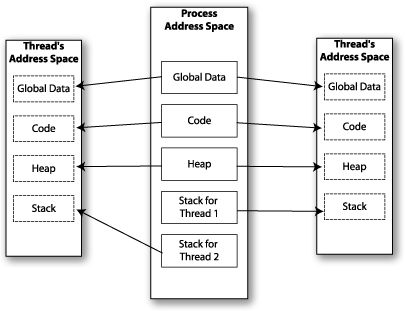 Thread's
Address Space
Global Data
Code
Heap
Stack
Process
Address Space
Global Data
Code
Heap
Stack for
Thread 1
Stack for
Thread 2
Thread's
Address Space
Global Data
Code
Heap
Stack